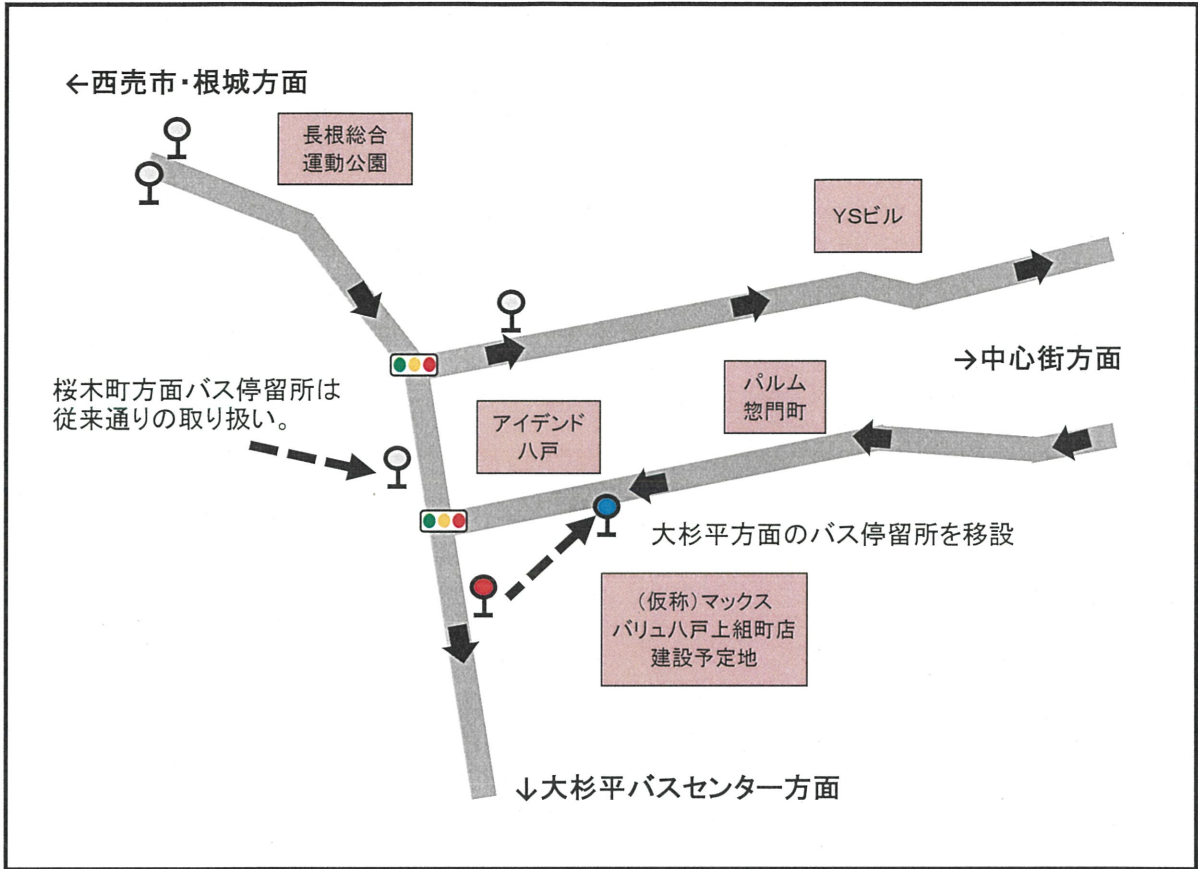 ←西売市・根城方面
長根総合
運動公園
YSビル
→中心街方面
桜木町方面バス停留所は
従来通りの取り扱い。
アイデンド
八戸
パルム
惣門町
大杉平方面のバス停留所を移設
（仮称）マックス
バリュ八戸上組町店
建設予定地
↓大杉平バスセンター方面